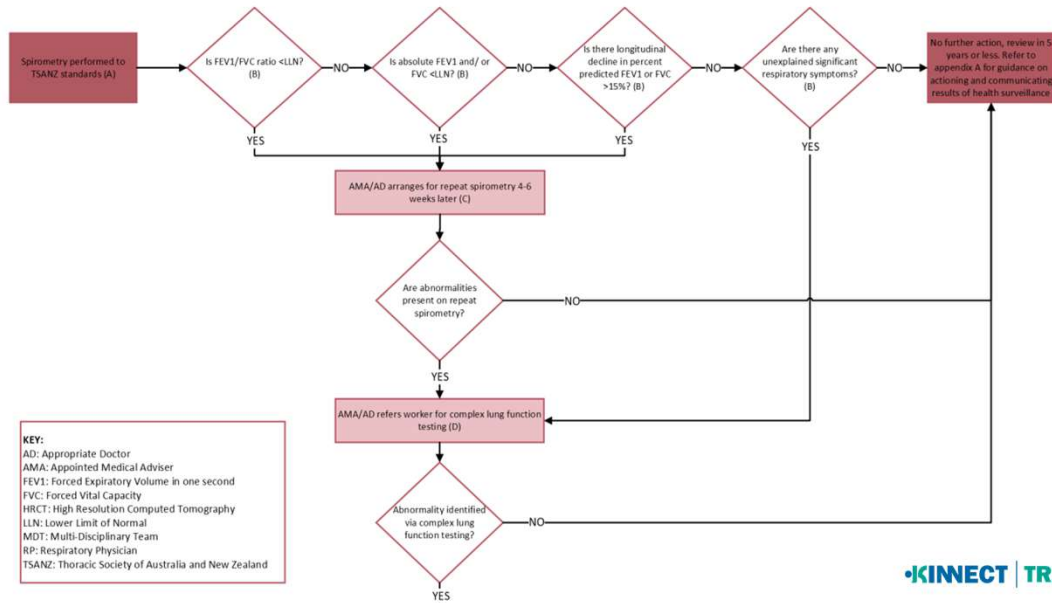 Spirometry performed to
TSANZ standards (A)
Is FEV1/FVC ratio <LLN?
(B)
NO
Is absolute FEV1 and/ or
FVC <LLN? (B)
NO
Is there longitudinal
decline in percent
predicted FEV1 or FVC
>15%? (B)
NO
Are there any
unexplained significant
respiratory symptoms?
(B)
NO
No further action, review in 5
years or less. Refer to
appendix A for guidance on
actioning and communicating
results of health surveillance
YES
YES
YES
YES
AMA/AD arranges for repeat spirometry 4-6
weeks later (C)
Are abnormalities
present on repeat
spirometry?
NO
YES
AMA/AD refers worker for complex lung function
testing (D)
Abnormality identified
via complex lung
function testing?
NO
YES
KEY:
AD: Appropriate Doctor
AMA: Appointed Medical Adviser
FEV1: Forced Expiratory Volume in one second
FVC: Forced Vital Capacity
HRCT: High Resolution Computed Tomography
LLN: Lower Limit of Normal
MDT: Multi-Disciplinary Team
RP: Respiratory Physician
TSANZ: Thoracic Society of Australia and New Zealand
KINNECT | TR